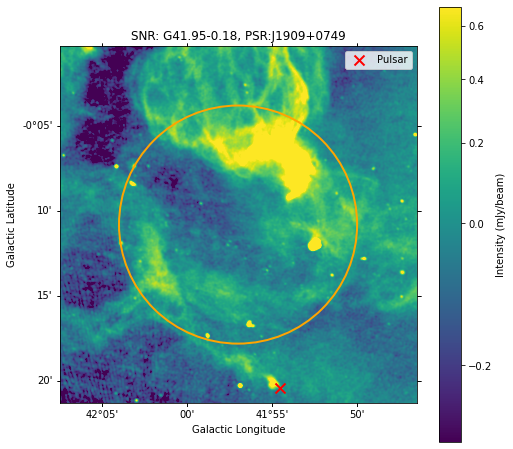 SNR: G41.95-0.18, PSR:J1909+0749
Pulsar
-0°05'
10'
15'
20'
Galactic Latitude
42°05'
00'
41°55'
50'
Galactic Longitude
0.6
0.4
0.2
0.0
−0.2
Intensity (mJy/beam)